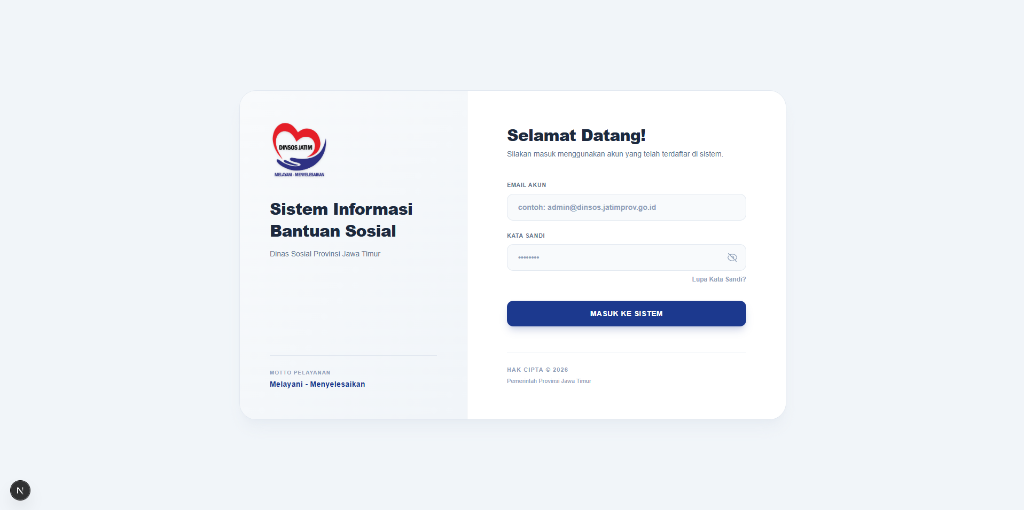 DINSOS JATIM
MELAYANI - MENYELESAIKAN
Sistem Informasi
Bantuan Sosial
Dinas Sosial Provinsi Jawa Timur
MOTTO PELAYANAN
Melayani - Menyelesaikan
Selamat Datang!
Silakan masuk menggunakan akun yang telah terdaftar di sistem.
EMAIL AKUN
contoh: admin@dinsos.jatimprov.go.id
KATA SANDI
••••••••
Lupa Kata Sandi?
MASUK KE SISTEM
HAK CIPTA © 2026
Pemerintah Provinsi Jawa Timur
N